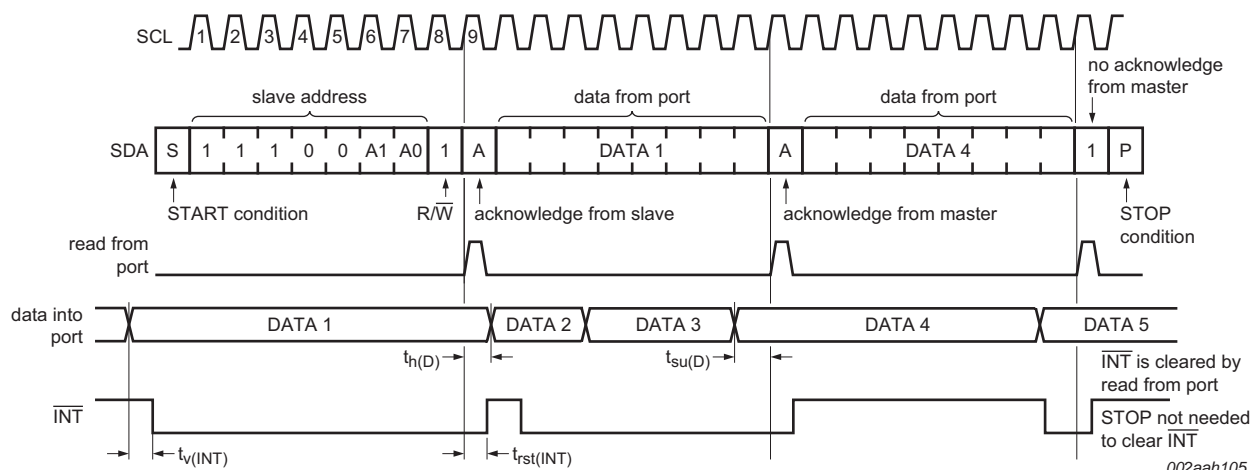 SCL 1 2 3 4 5 6 7 8 9
no acknowledge
from master
slave address
data from port
data from port
SDA S 1 1 1 0 0 A1 A0 1 A DATA 1 A DATA 4 1 P
START condition
R/W̅
acknowledge from slave
acknowledge from master
STOP
condition
read from
port
data into
port
DATA 1 DATA 2 DATA 3 DATA 4 DATA 5
th(D)
tsu(D)
I̅N̅T̅ is cleared by
read from port
I̅N̅T̅
STOP not needed
to clear I̅N̅T̅
tv(INT)
trst(INT)
002aah105